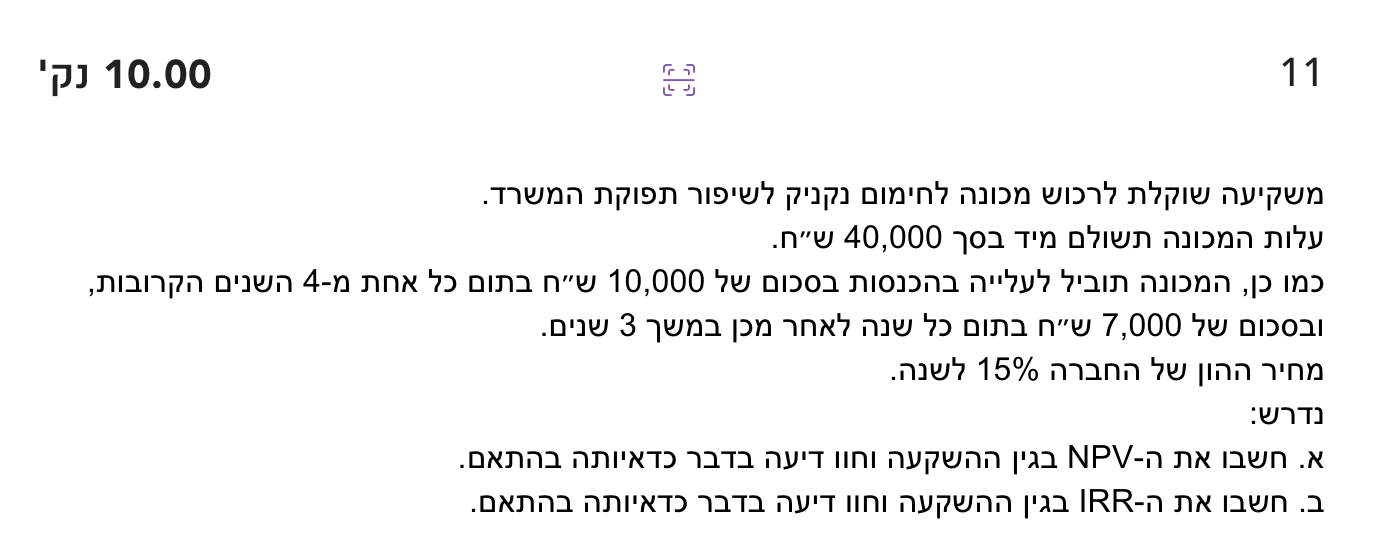 11
10.00 נק'
משקיעה שוקלת לרכוש מכונה לחימום נקניק לשיפור תפוקת המשרד.
עלות המכונה תשולם מיד בסך 40,000 ש״ח.
כמו כן, המכונה תוביל לעלייה בהכנסות בסכום של 10,000 ש״ח בתום כל אחת מ-4 השנים הקרובות,
ובסכום של 7,000 ש״ח בתום כל שנה לאחר מכן במשך 3 שנים.
מחיר ההון של החברה 15% לשנה.
נדרש:
א. חשבו את ה-NPV בגין ההשקעה וחוו דיעה בדבר כדאיותה בהתאם.
ב. חשבו את ה-IRR בגין ההשקעה וחוו דיעה בדבר כדאיותה בהתאם.